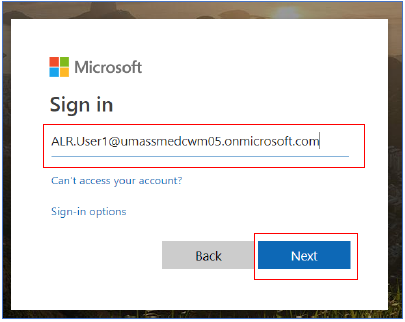 Microsoft
Sign in
ALR.User1@umassmedcwm05.onmicrosoft.com
Can't access your account?
Sign-in options
Back
Next